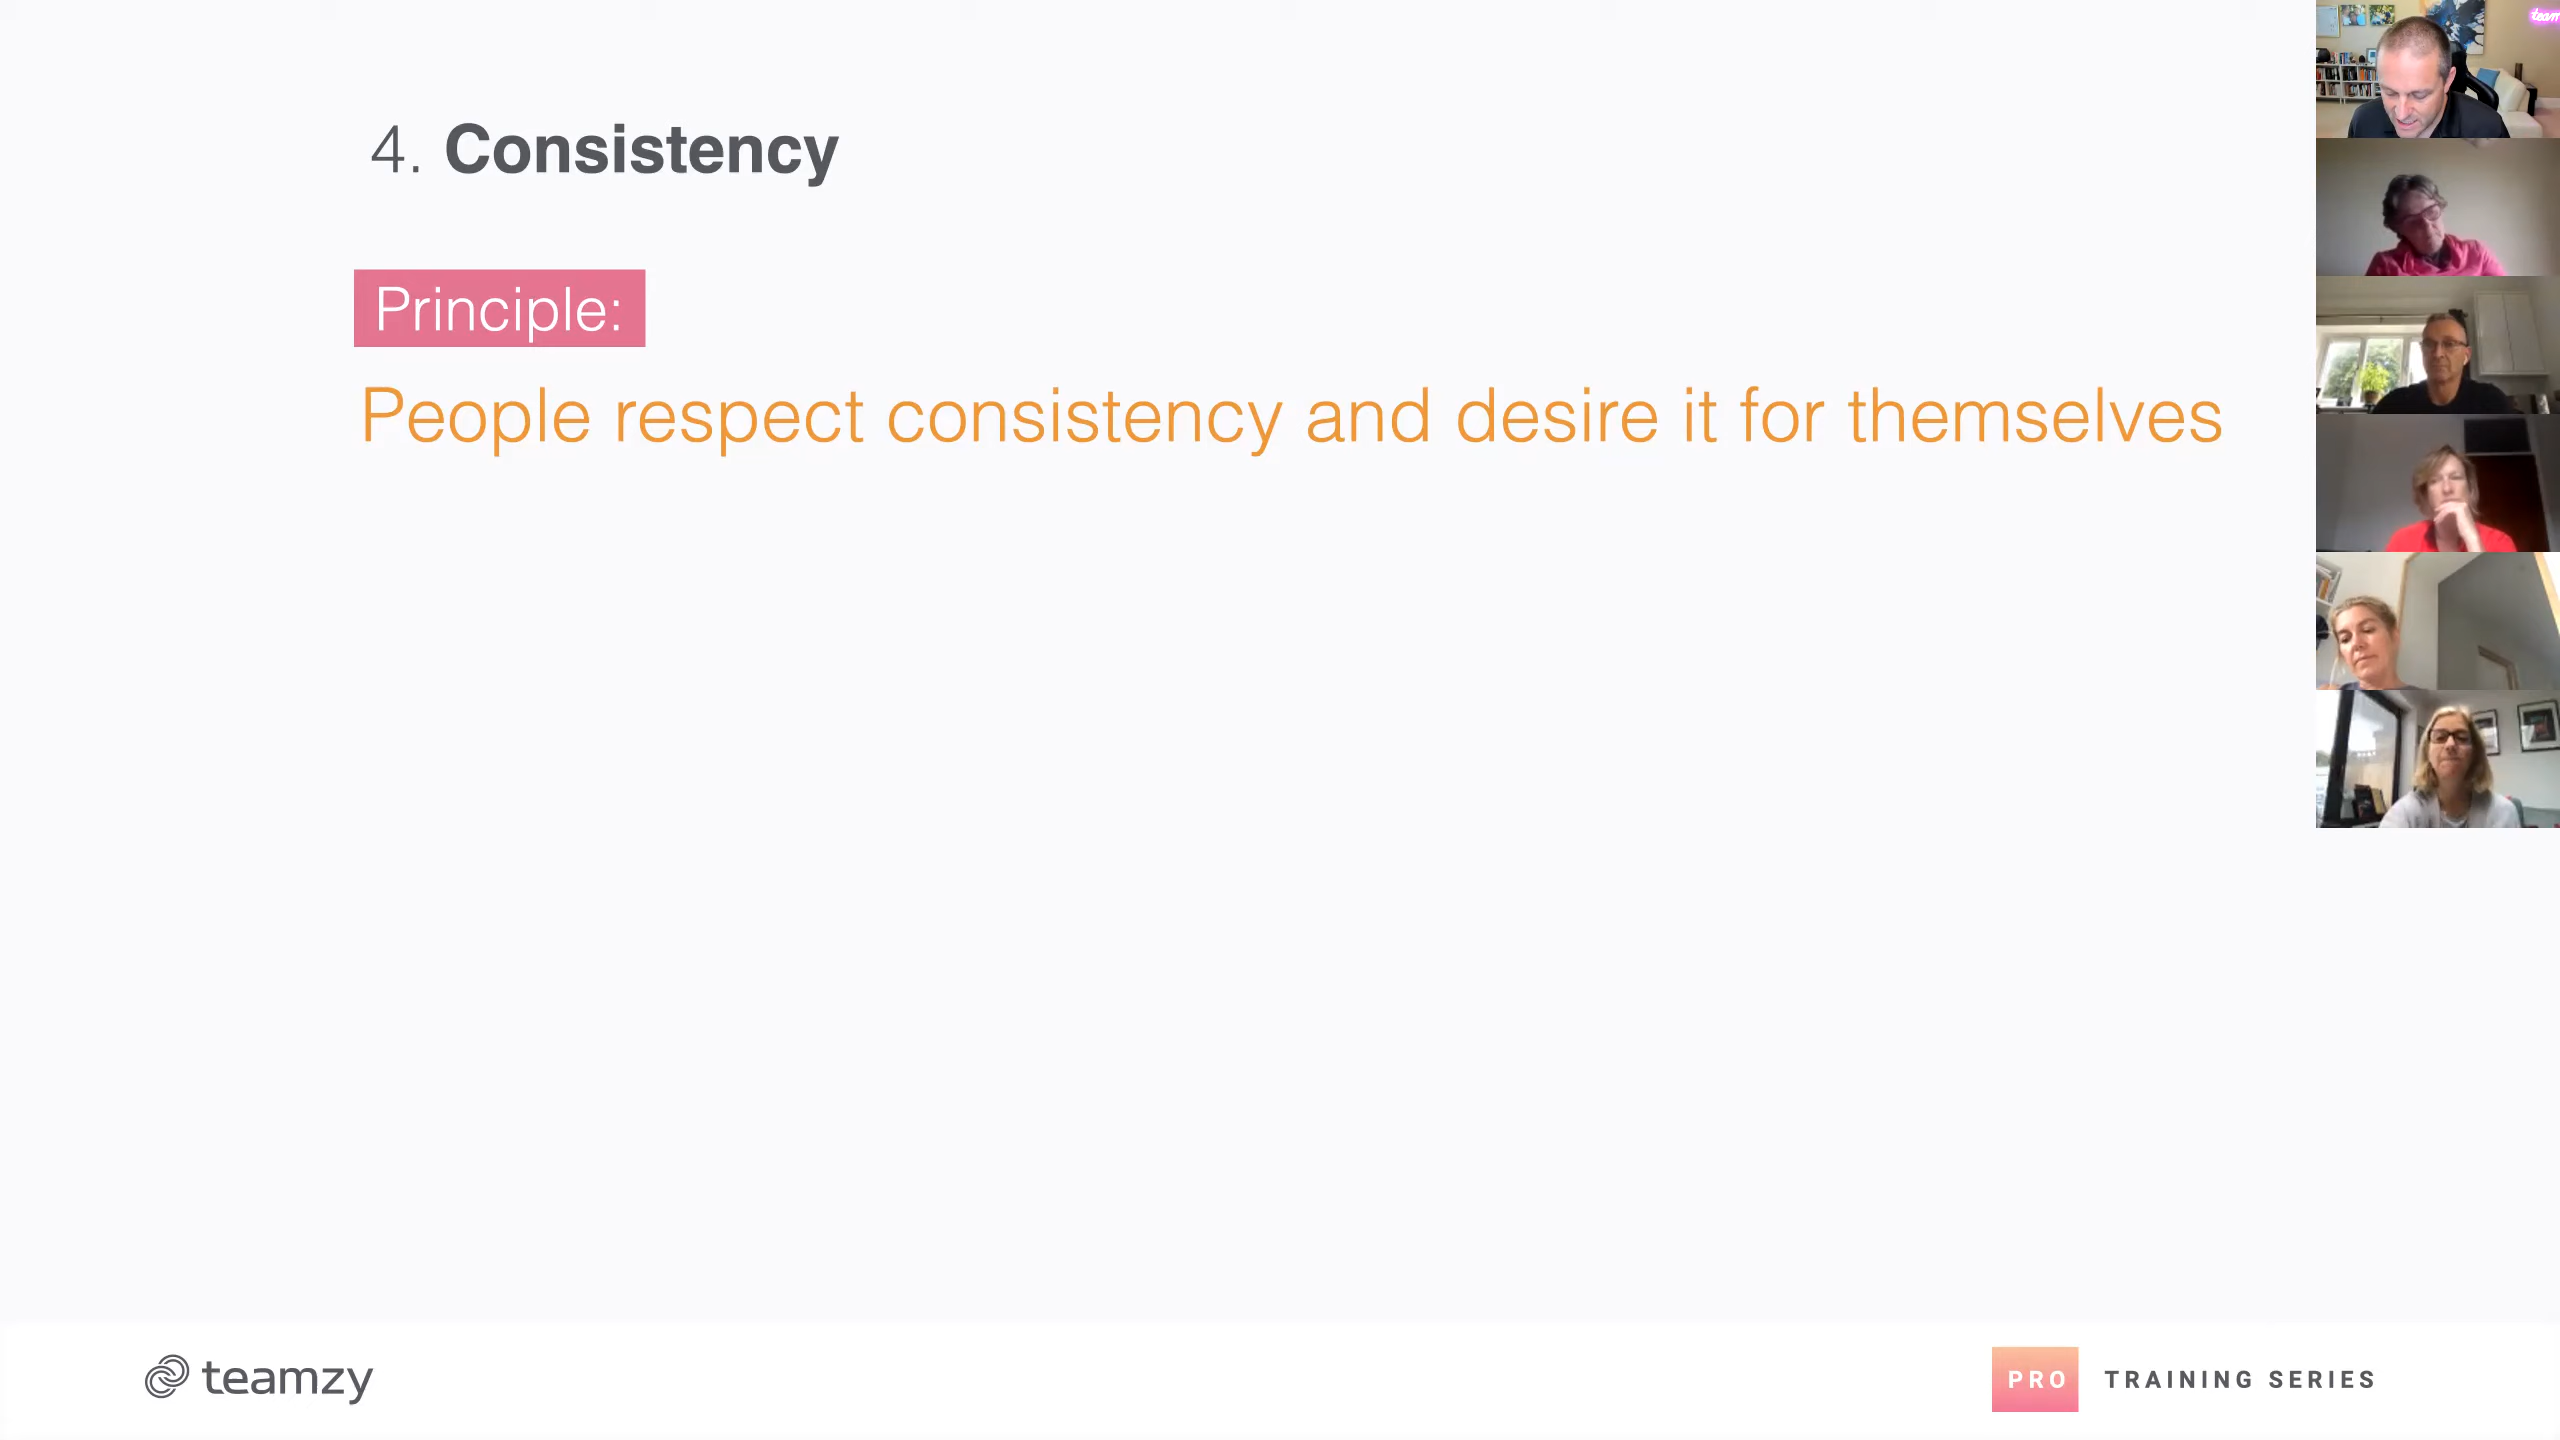 4. Consistency
Principle:
People respect consistency and desire it for themselves
teamzy
PRO TRAINING SERIES